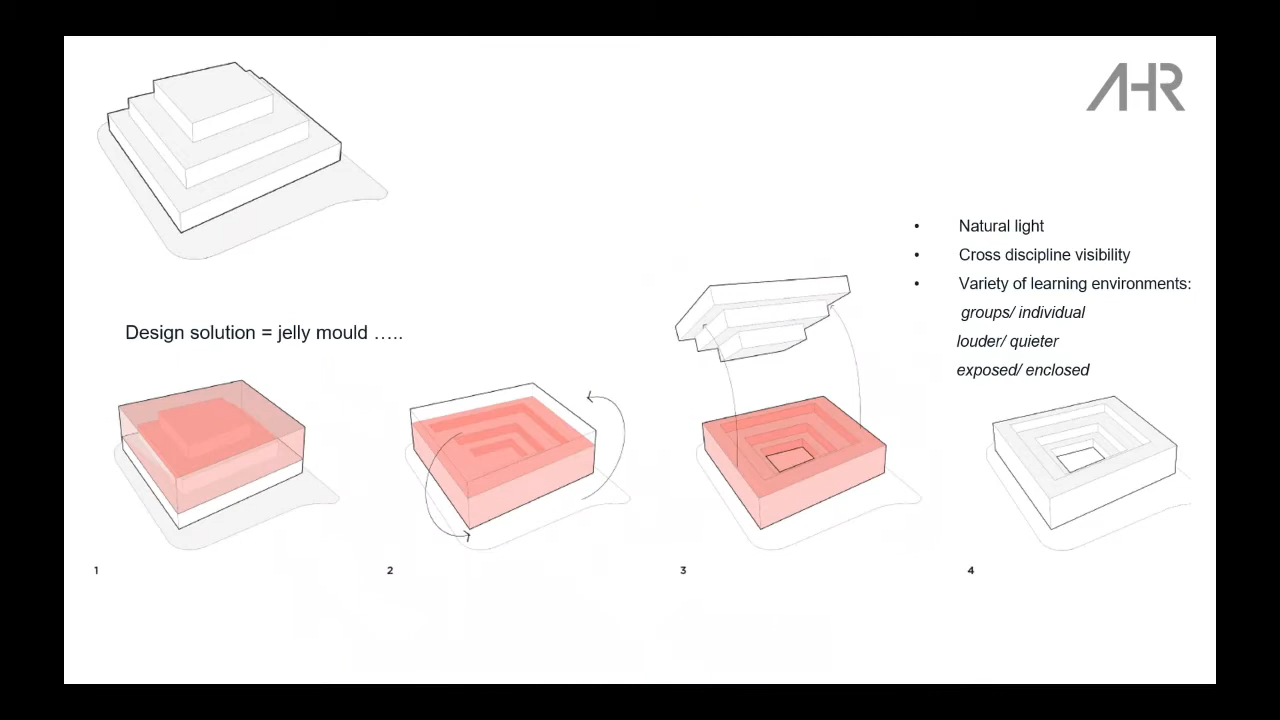 AHR
• Natural light
• Cross discipline visibility
• Variety of learning environments:
groups/ individual
louder/ quieter
exposed/ enclosed
Design solution = jelly mould …..
1
2
3
4